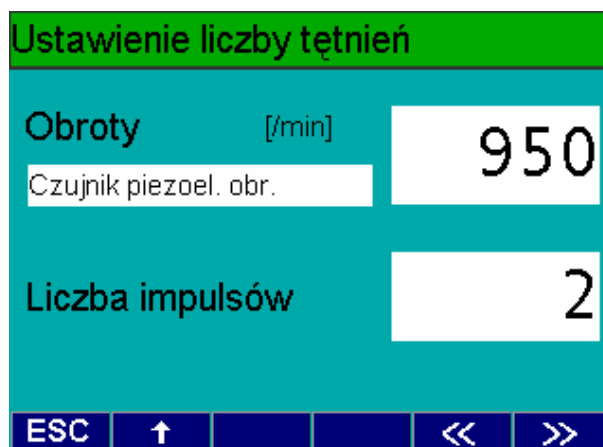 Ustawienie liczby tętnień
Obroty [/min] 950
Czujnik piezoel. obr.
Liczba impulsów 2
ESC ↑ << >>